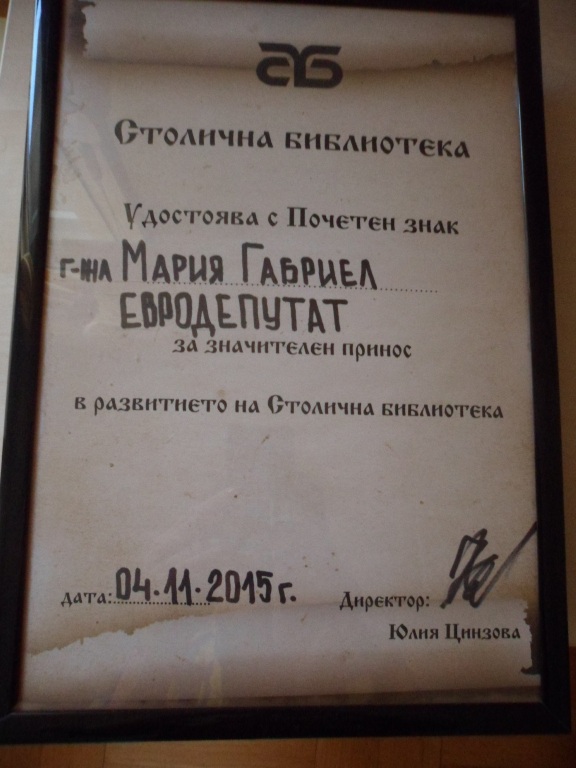 СБ
Столична библиотека
Удостоява с Почетен знак
г-жа Мария Габриел
ЕВРОДЕПУТАТ
за значителен принос
в развитието на Столична библиотека
дата: 04.11.2015 г.
Директор:
Юлия Цинзова